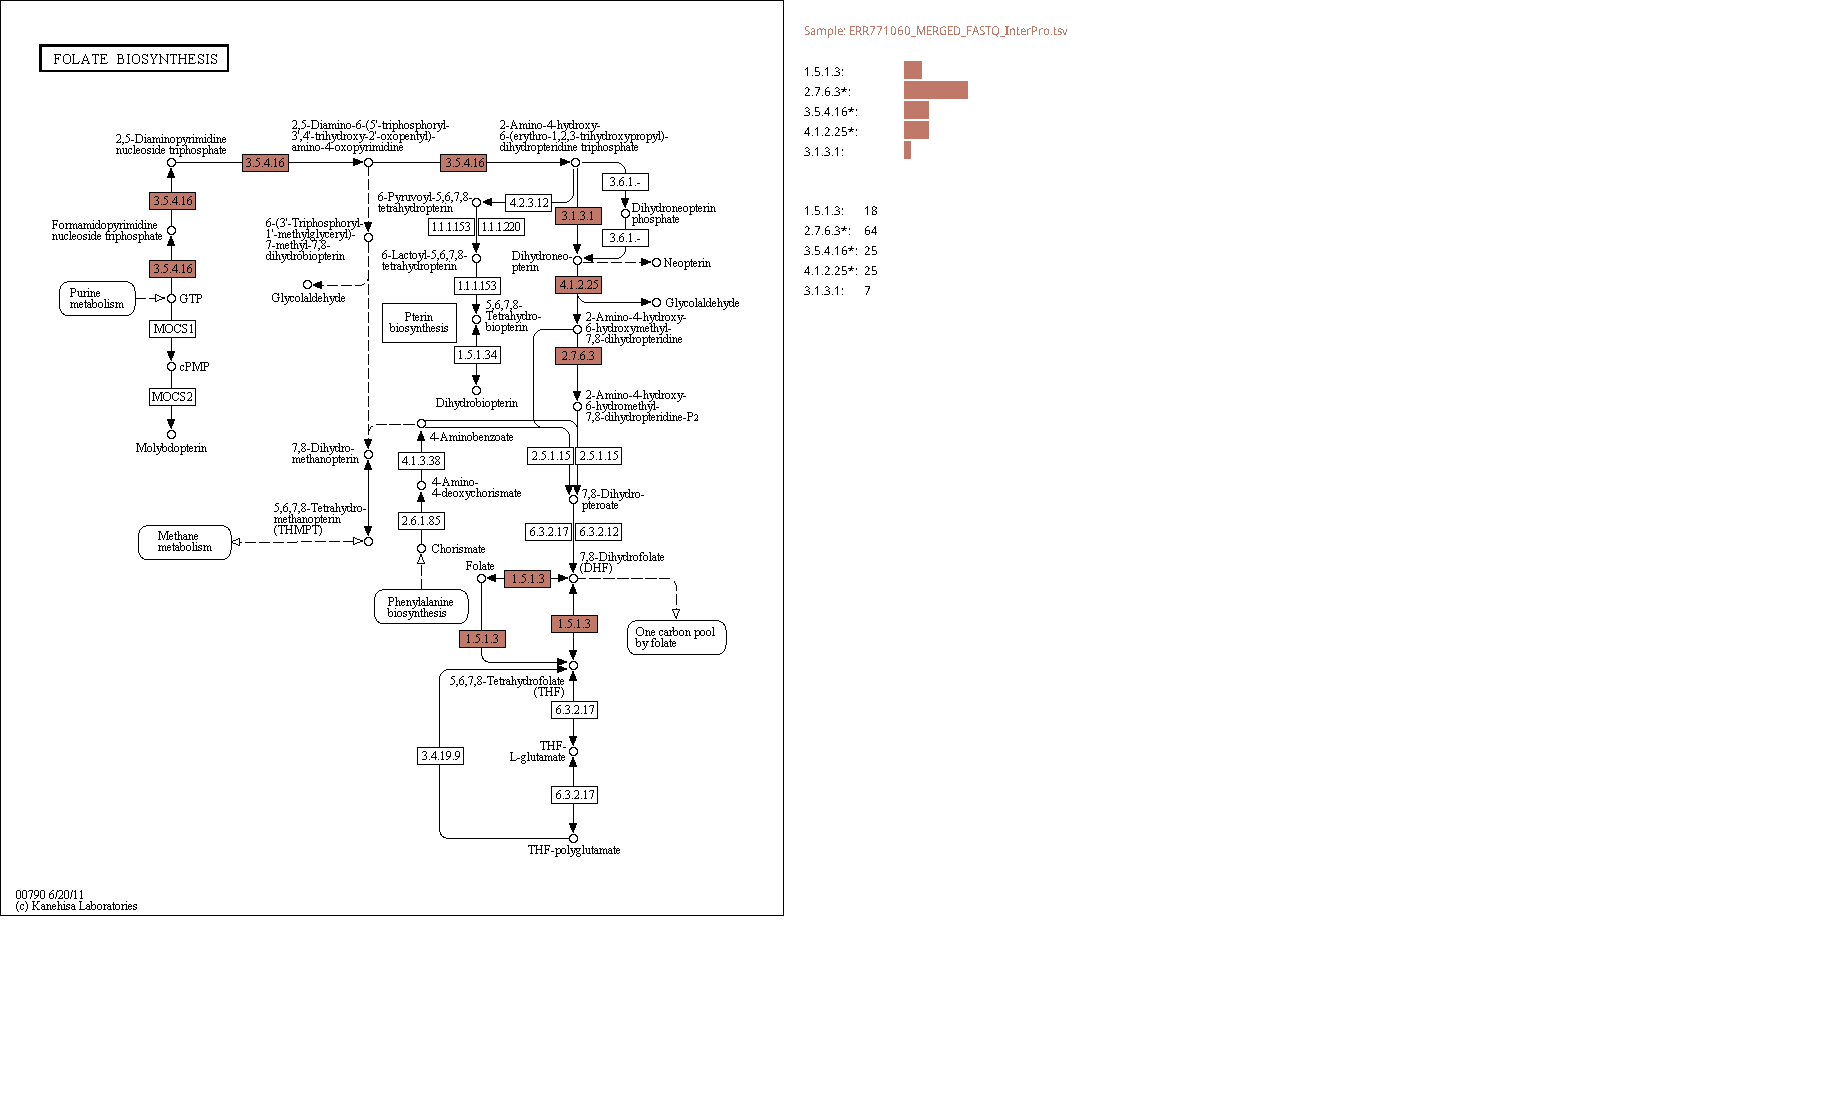 Sample: ERR771060_MERGED_FASTQ_InterPro.tsv
FOLATE BIOSYNTHESIS
1.5.1.3:
2.7.6.3*:
3.5.4.16*:
4.1.2.25*:
3.1.3.1:
1.5.1.3: 18
2.7.6.3*: 64
3.5.4.16*: 25
4.1.2.25*: 25
3.1.3.1: 7
2,5-Diaminopyrimidine
nucleoside triphosphate
2,5-Diamino-6-(5'-triphosphoryl-
3',4'-trihydroxy-2'-oxopentyl)-
amino-4-oxopyrimidine
2-Amino-4-hydroxy-
6-(erythro-1,2,3-trihydroxypropyl)-
dihydropteridine triphosphate
3.5.4.16
3.5.4.16
3.6.1.-
3.5.4.16
6-Pyruvoyl-5,6,7,8-
tetrahydropterin
4.2.3.12
3.1.3.1
Dihydroneopterin
phosphate
Formamidopyrimidine
nucleoside triphosphate
6-(3'-Triphosphoryl-
1'-methylglyceryl)-
7-methyl-7,8-
dihydrobiopterin
1.1.1.153
1.1.1.220
3.6.1.-
6-Lactoyl-5,6,7,8-
tetrahydropterin
Dihydroneo-
pterin
Neopterin
3.5.4.16
Purine
metabolism
GTP
Glycolaldehyde
1.1.1.153
4.1.2.25
Glycolaldehyde
MOCS1
Pterin
biosynthesis
5,6,7,8-
Tetrahydro-
biopterin
2-Amino-4-hydroxy-
6-hydroxymethyl-
7,8-dihydropteridine
1.5.1.34
2.7.6.3
cPMP
MOCS2
Dihydrobiopterin
2-Amino-4-hydroxy-
6-hydromethyl-
7,8-dihydropteridine-P2
Molybdopterin
4-Aminobenzoate
7,8-Dihydro-
methanopterin
4.1.3.38
2.5.1.15
2.5.1.15
4-Amino-
4-deoxychorismate
7,8-Dihydro-
pteroate
5,6,7,8-Tetrahydro-
methanopterin
(THMPT)
2.6.1.85
6.3.2.17
6.3.2.12
Methane
metabolism
Chorismate
7,8-Dihydrofolate
(DHF)
Folate
1.5.1.3
Phenylalanine
biosynthesis
1.5.1.3
1.5.1.3
One carbon pool
by folate
5,6,7,8-Tetrahydrofolate
(THF)
6.3.2.17
3.4.19.9
THF-
L-glutamate
6.3.2.17
THF-polyglutamate
00790 6/20/11
(c) Kanehisa Laboratories